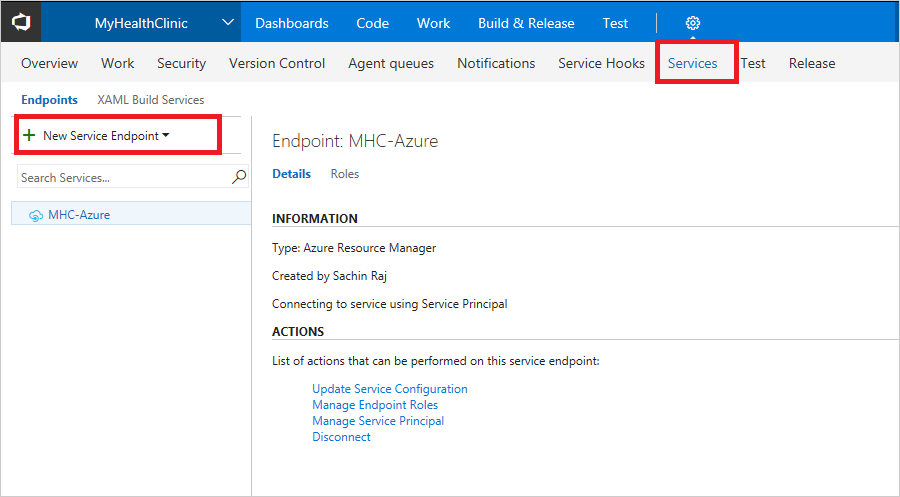 MyHealthClinic Dashboards Code Work Build & Release Test
Overview Work Security Version Control Agent queues Notifications Service Hooks Services Test Release
Endpoints XAML Build Services
New Service Endpoint
Search Services...
MHC-Azure
Endpoint: MHC-Azure
Details Roles
INFORMATION
Type: Azure Resource Manager
Created by Sachin Raj
Connecting to service using Service Principal
ACTIONS
List of actions that can be performed on this service endpoint:
Update Service Configuration
Manage Endpoint Roles
Manage Service Principal
Disconnect